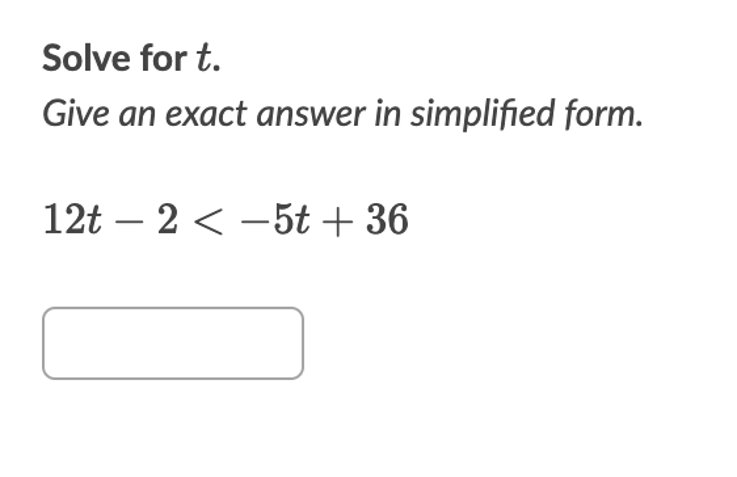 Solve for t.
Give an exact answer in simplified form.
12t – 2 < –5t + 36